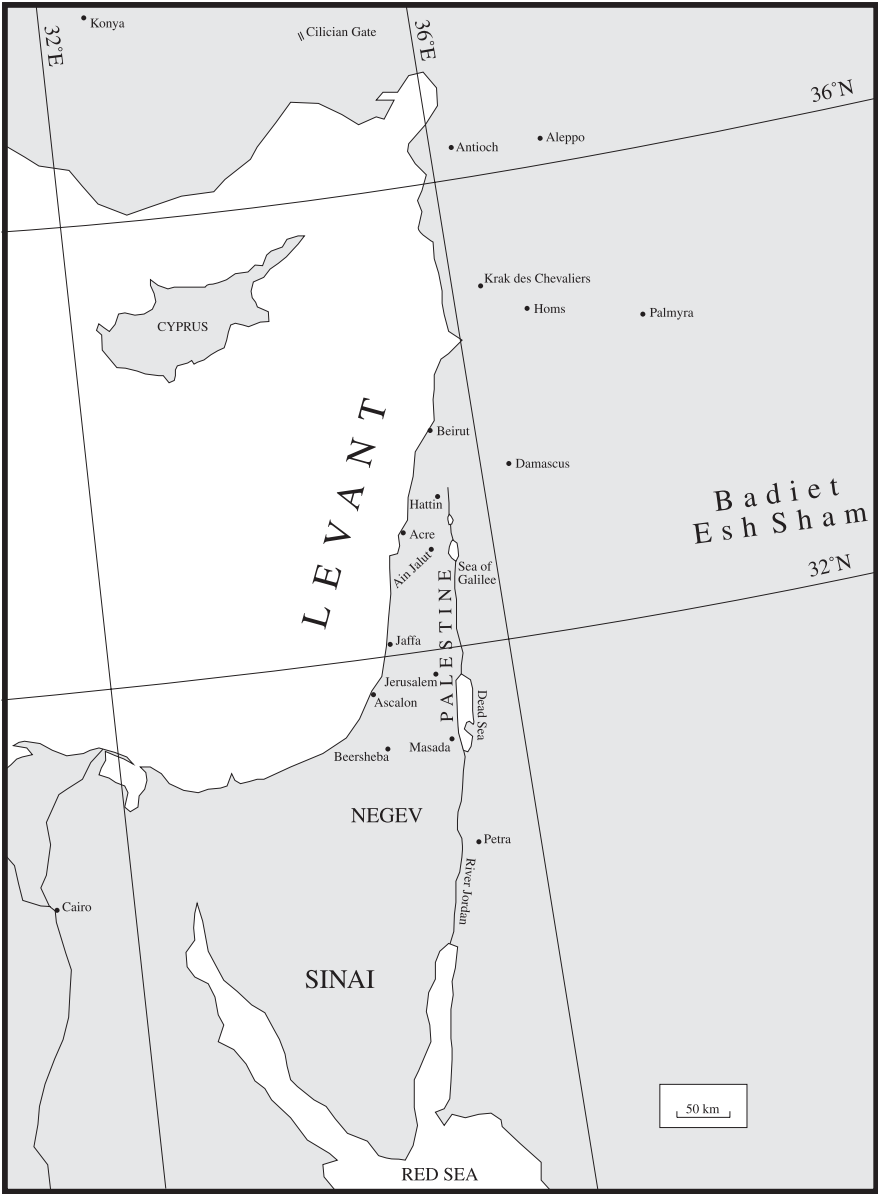 32°E
Konya
Cilician Gate
36°E
36°N
Antioch
Aleppo
Krak des Chevaliers
Homs
Palmyra
CYPRUS
LEVANT
Beirut
Damascus
Badiet
Esh Sham
Hattin
Acre
Ain Jalut
Sea of
Galilee
32°N
PALESTINE
Jaffa
Jerusalem
Ascalon
Dead Sea
Masada
Beersheba
NEGEV
Petra
River Jordan
Cairo
SINAI
50 km
RED SEA